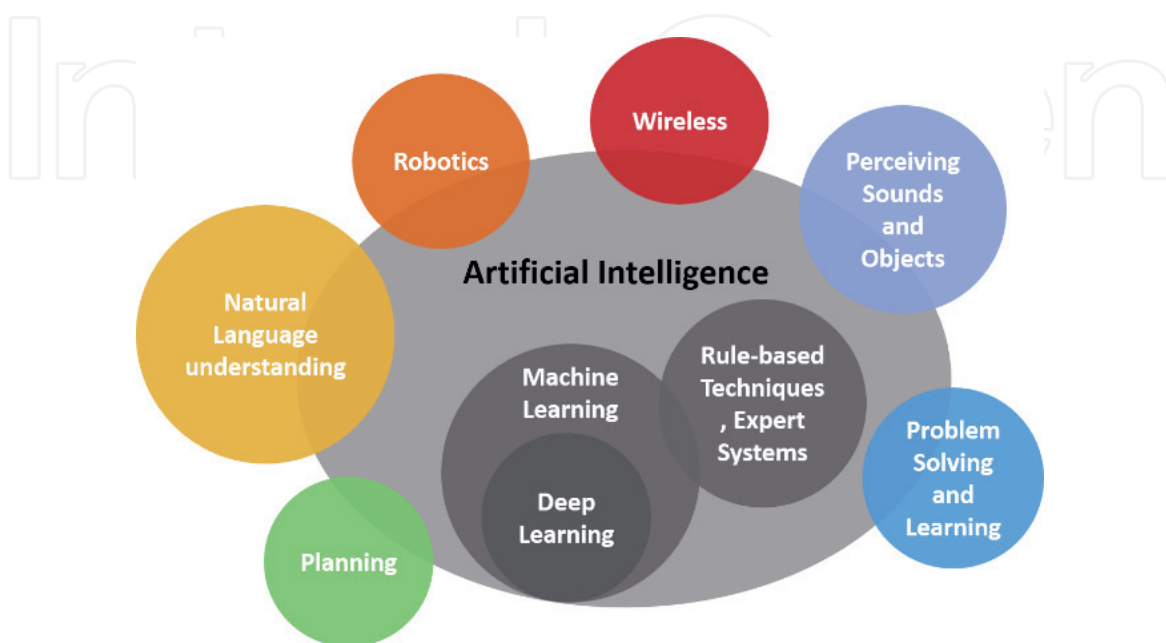 Wireless
Robotics
Perceiving
Sounds
and
Objects
Artificial Intelligence
Natural
Language
understanding
Machine
Learning
Rule-based
Techniques
, Expert
Systems
Deep
Learning
Problem
Solving
and
Learning
Planning